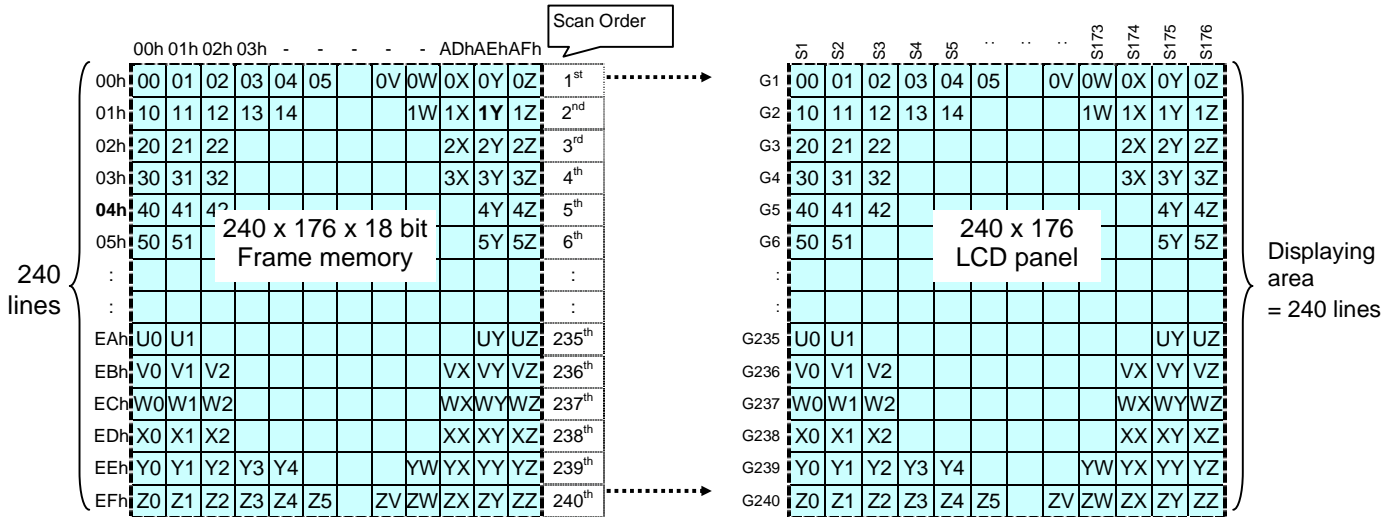 Scan Order
00h 01h 02h 03h - - - - - ADh AEh AFh
S1 S2 S3 S4 S5 : : : : : : S173 S174 S175 S176
00h 00 01 02 03 04 05 0V 0W 0X 0Y 0Z 1st
G1 00 01 02 03 04 05 0V 0W 0X 0Y 0Z
01h 10 11 12 13 14 1W 1X 1Y 1Z 2nd
G2 10 11 12 13 14 1W 1X 1Y 1Z
02h 20 21 22 2X 2Y 2Z 3rd
G3 20 21 22 2X 2Y 2Z
03h 30 31 32 3X 3Y 3Z 4th
G4 30 31 32 3X 3Y 3Z
04h 40 41 42 4Y 4Z 5th
G5 40 41 42 4Y 4Z
05h 50 51 5Y 5Z 6th
G6 50 51 5Y 5Z
240 x 176 x 18 bit
Frame memory
240 x 176
LCD panel
240
lines
Displaying
area
= 240 lines
: :
:
: :
:
EAh U0 U1 UY UZ 235th
G235 U0 U1 UY UZ
EBh V0 V1 V2 VX VY VZ 236th
G236 V0 V1 V2 VX VY VZ
ECh W0 W1 W2 WX WY WZ 237th
G237 W0 W1 W2 WX WY WZ
EDh X0 X1 X2 XX XY XZ 238th
G238 X0 X1 X2 XX XY XZ
EEh Y0 Y1 Y2 Y3 Y4 YW YX YY YZ 239th
G239 Y0 Y1 Y2 Y3 Y4 YW YX YY YZ
EFh Z0 Z1 Z2 Z3 Z4 Z5 ZV ZW ZX ZY ZZ 240th
G240 Z0 Z1 Z2 Z3 Z4 Z5 ZV ZW ZX ZY ZZ